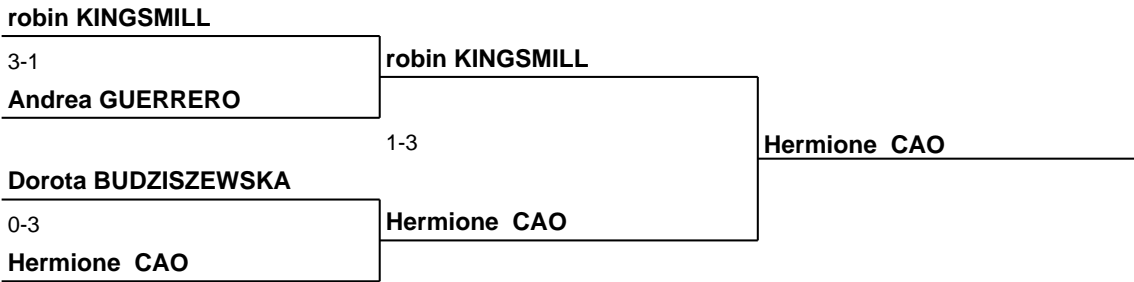 robin KINGSMILL
3-1
robin KINGSMILL
Andrea GUERRERO
1-3
Hermione  CAO
Dorota BUDZISZEWSKA
0-3
Hermione  CAO
Hermione  CAO